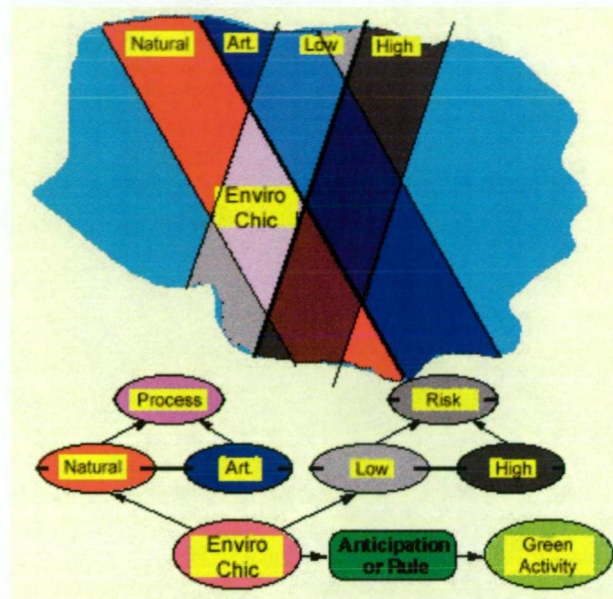 Natural Art. Low High
Enviro
Chic
Process Risk
Natural Art. Low High
Enviro
Chic
Anticipation
or Rule
Green
Activity